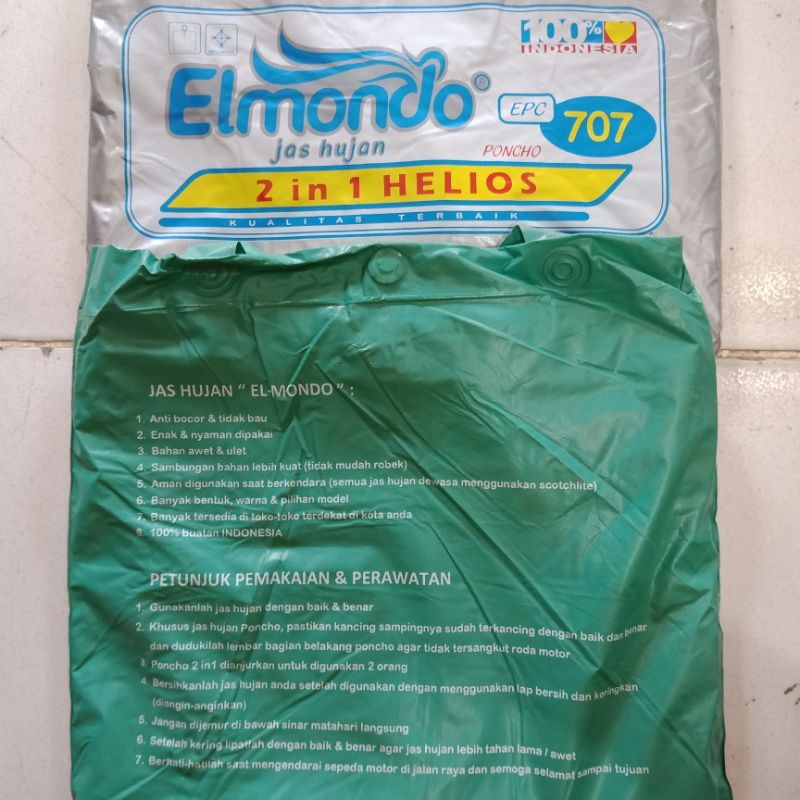 100%
INDONESIA
Elmondo®
jas hujan
EPC 707
PONCHO
2 in 1 HELIOS
KUALITAS TERBAIK
JAS HUJAN “ EL-MONDO ” :
1. Anti bocor & tidak bau
2. Enak & nyaman dipakai
3. Bahan awet & ulet
4. Sambungan bahan lebih kuat (tidak mudah robek)
5. Aman digunakan saat berkendara (semua jas hujan dewasa menggunakan scotchlite)
6. Banyak bentuk, warna & pilihan model
7. Banyak tersedia di toko-toko terdekat di kota anda
8. 100% buatan INDONESIA
PETUNJUK PEMAKAIAN & PERAWATAN
1. Gunakanlah jas hujan dengan baik & benar
2. Khusus jas hujan Poncho, pastikan kancing sampingnya sudah terkancing dengan baik dan benar
dan dudukilah lembar bagian belakang poncho agar tidak tersangkut roda motor
3. Poncho 2 in1 dianjurkan untuk digunakan 2 orang
4. Bersihkanlah jas hujan anda setelah digunakan dengan menggunakan lap bersih dan keringkan
(diangin-anginkan)
5. Jangan dijemur di bawah sinar matahari langsung
6. Setelah kering lipatlah dengan baik & benar agar jas hujan lebih tahan lama / awet
7. Berhati-hatilah saat mengendarai sepeda motor di jalan raya dan semoga selamat sampai tujuan